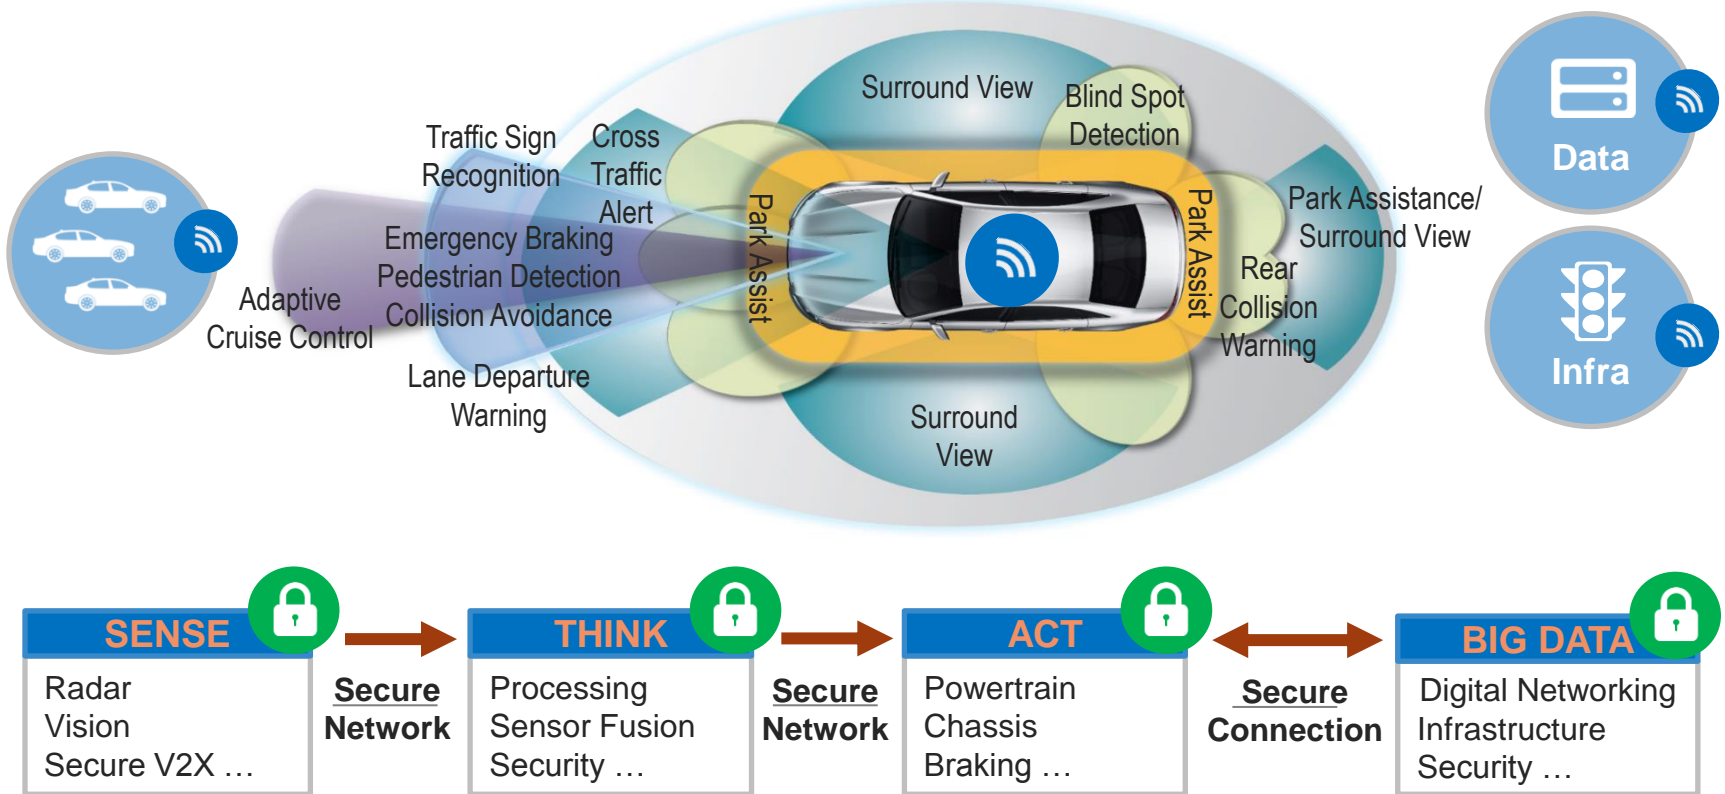 Surround View
Blind Spot
Detection
Traffic Sign
Recognition
Cross
Traffic
Alert
Data
Park Assist
Park Assist
Park Assistance/
Surround View
Emergency Braking
Pedestrian Detection
Collision Avoidance
Adaptive
Cruise Control
Rear
Collision
Warning
Lane Departure
Warning
Infra
Surround
View
SENSE
Radar
Vision
Secure V2X …
Secure
Network
THINK
Processing
Sensor Fusion
Security …
Secure
Network
ACT
Powertrain
Chassis
Braking …
Secure
Connection
BIG DATA
Digital Networking
Infrastructure
Security …